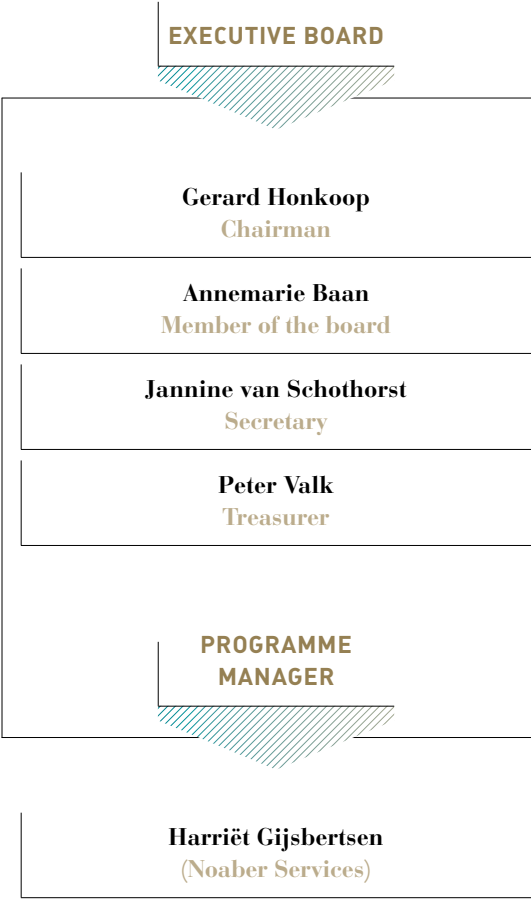 EXECUTIVE BOARD
Gerard Honkoop
Chairman
Annemarie Baan
Member of the board
Jannine van Schothorst
Secretary
Peter Valk
Treasurer
PROGRAMME
MANAGER
Harriët Gijsbertsen
(Noaber Services)